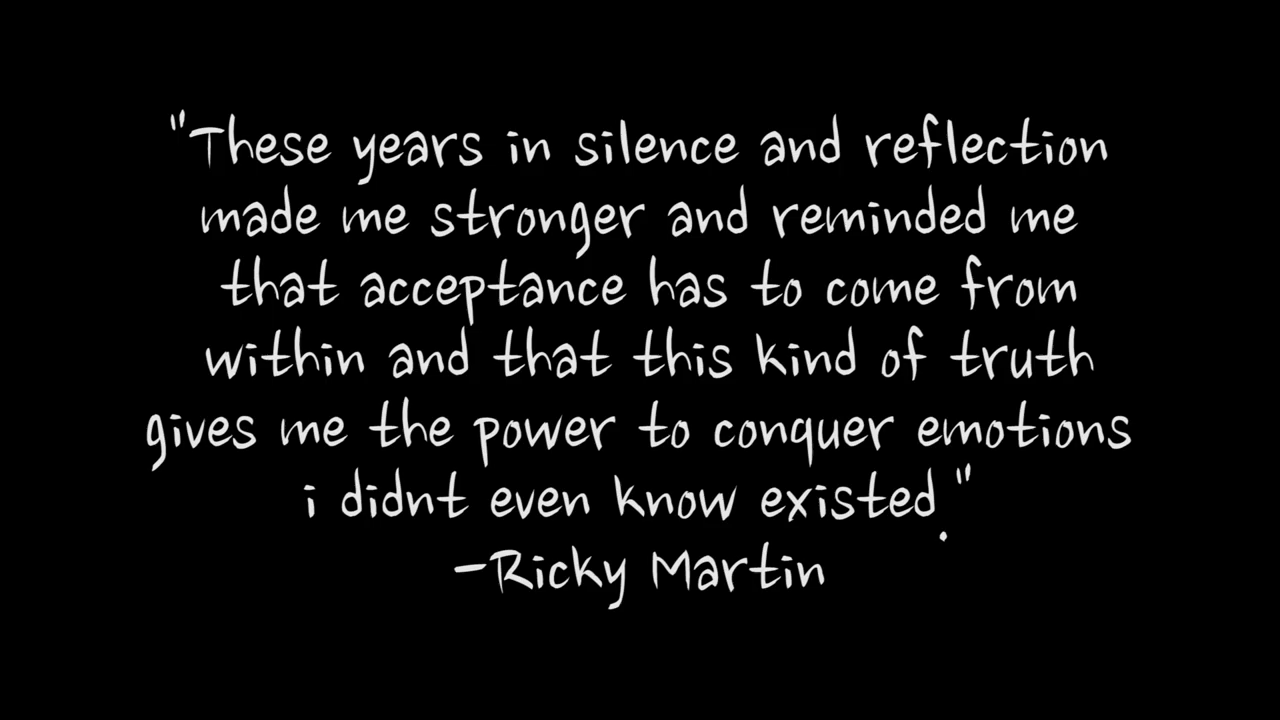 "These years in silence and reflection
made me stronger and reminded me
that acceptance has to come from
within and that this kind of truth
gives me the power to conquer emotions
i didnt even know existed."
-Ricky Martin